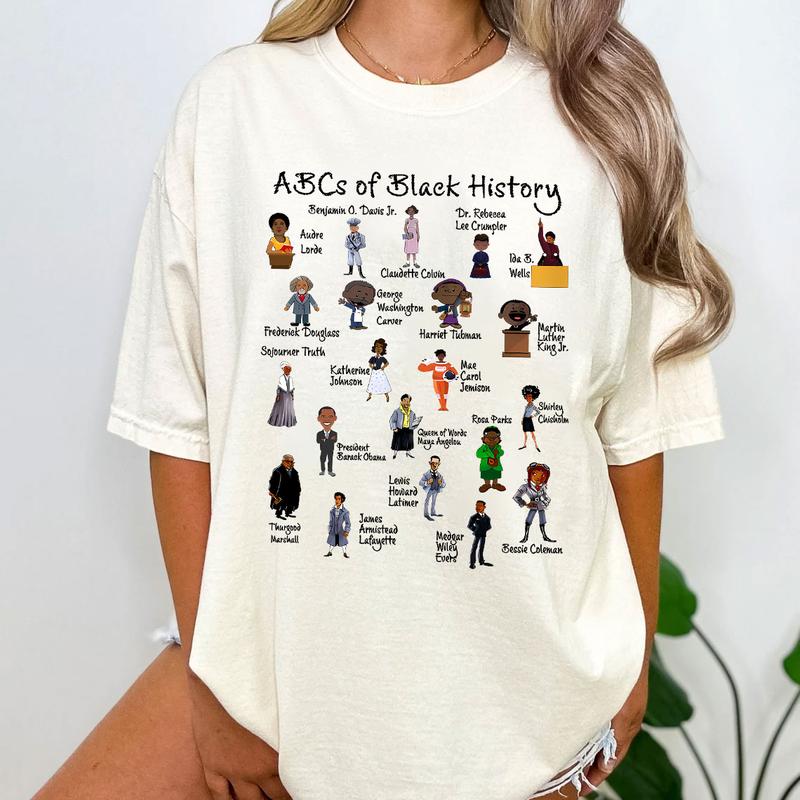 ABCs of Black History
Benjamin O. Davis Jr.
Dr. Rebecca
Lee Crumpler
Audre
Lorde
Claudette Colvin
Ida B.
Wells
George
Washington
Carver
Frederick Douglass
Harriet Tubman
Martin
Luther
King Jr.
Sojourner Truth
Katherine
Johnson
Mae
Carol
Jemison
Shirley
Chisholm
Rosa Parks
Queen of Words
Maya Angelou
President
Barack Obama
Lewis
Howard
Latimer
Thurgood
Marshall
James
Armistead
Lafayette
Medgar
Wiley
Evers
Bessie Coleman